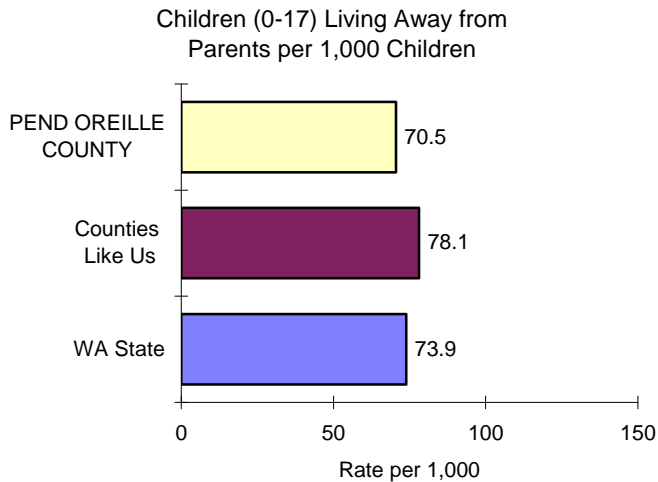 Children (0-17) Living Away from
Parents per 1,000 Children
PEND OREILLE
COUNTY
70.5
Counties
Like Us
78.1
WA State
73.9
0
50
100
150
Rate per 1,000